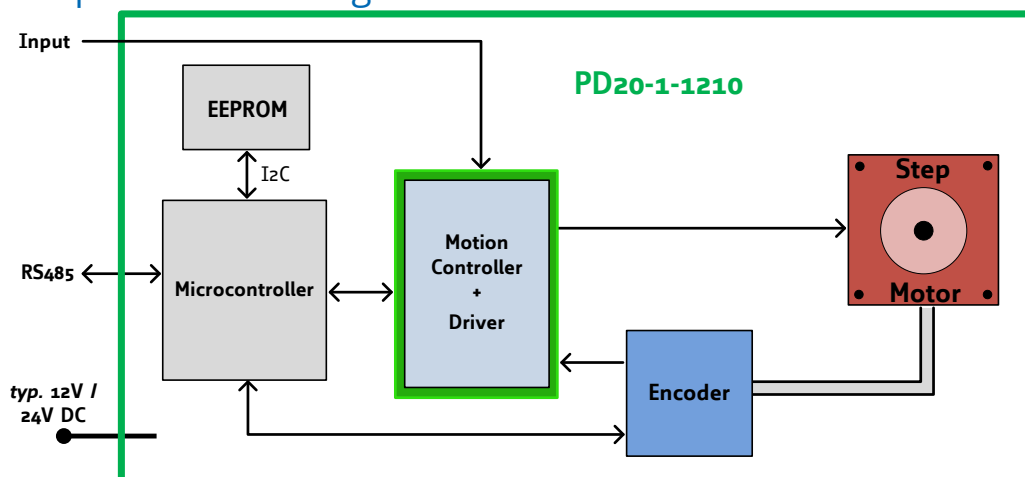 Input
PD20-1-1210
EEPROM
I2C
Step
Motor
Motion
Controller
+
Driver
RS485
Microcontroller
Encoder
typ. 12V /
24V DC